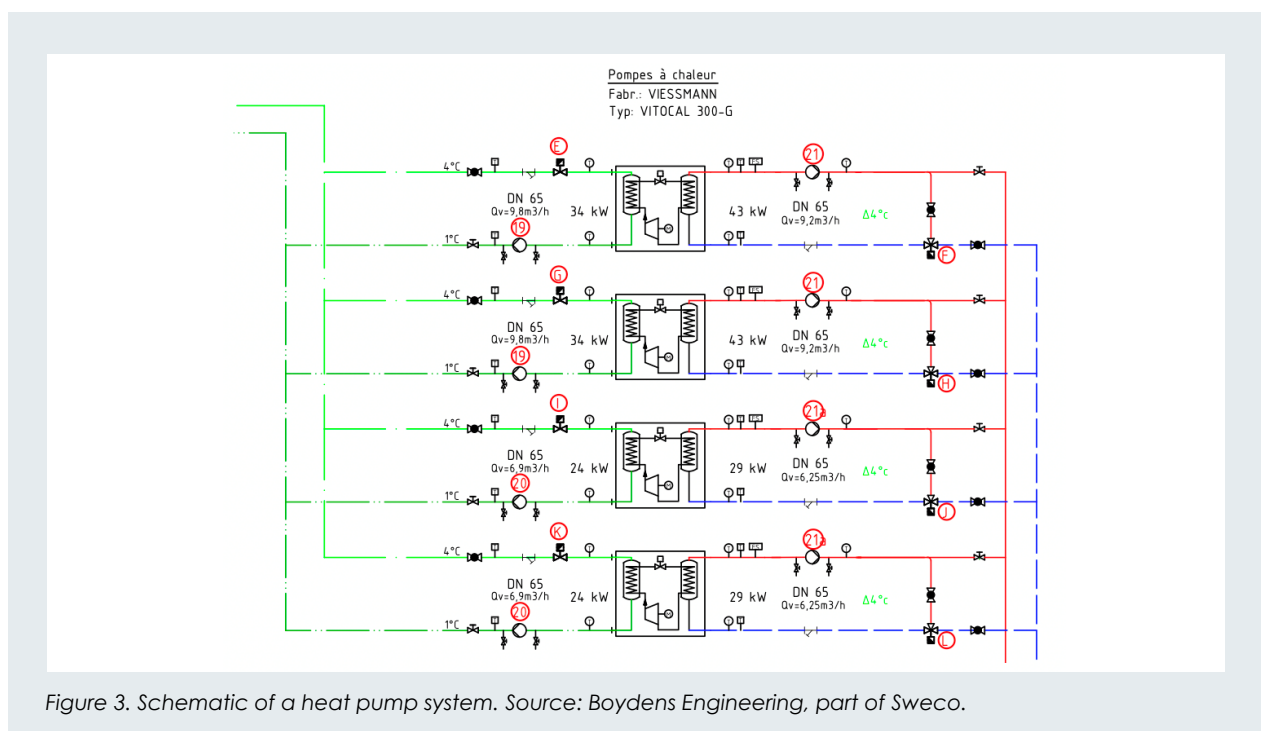 Pompes à chaleur
Fabr.: VIESSMANN
Typ: VITOCAL 300-G
E
21
4°C
T
T
T
T
FS
T
DN 65
Qv=9,8m3/h
34 kW
43 kW
DN 65
Qv=9,2m3/h
Δ4°c
19
M
1°C
T
T
T
T
F
G
21
4°C
T
T
T
T
FS
T
DN 65
Qv=9,8m3/h
34 kW
43 kW
DN 65
Qv=9,2m3/h
Δ4°c
19
M
1°C
T
T
T
T
H
I
21a
4°C
T
T
T
T
FS
T
DN 65
Qv=6,9m3/h
24 kW
29 kW
DN 65
Qv=6,25m3/h
Δ4°c
20
M
1°C
T
T
T
T
J
K
21a
4°C
T
T
T
T
FS
T
DN 65
Qv=6,9m3/h
24 kW
29 kW
DN 65
Qv=6,25m3/h
Δ4°c
20
M
1°C
T
T
T
T
L
Figure 3. Schematic of a heat pump system. Source: Boydens Engineering, part of Sweco.